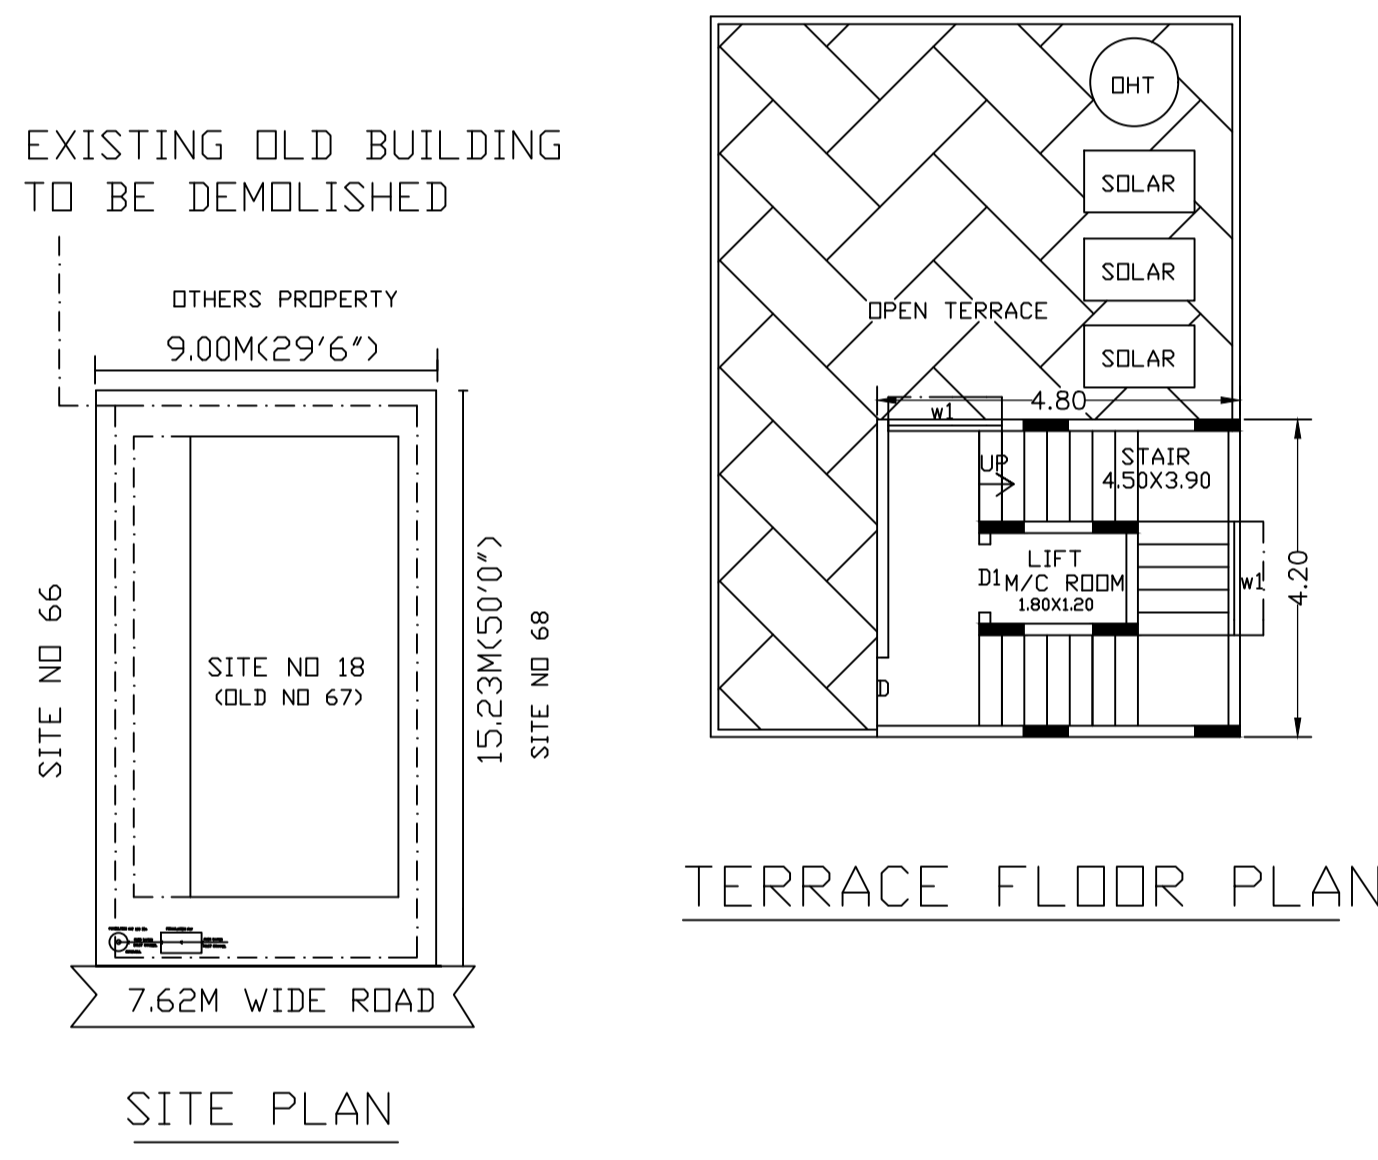 EXISTING OLD BUILDING
TO BE DEMOLISHED
OTHERS PROPERTY
9.00M(29'6")
SITE NO 66
SITE NO 18
(OLD NO 67)
15.23M(50'0")
SITE NO 68
7.62M WIDE ROAD
SITE PLAN
OHT
SOLAR
SOLAR
SOLAR
OPEN TERRACE
4.80
w1
UP
STAIR
4.50X3.90
LIFT
D1 M/C ROOM
1.80X1.20
w1
4.20
D
TERRACE FLOOR PLAN